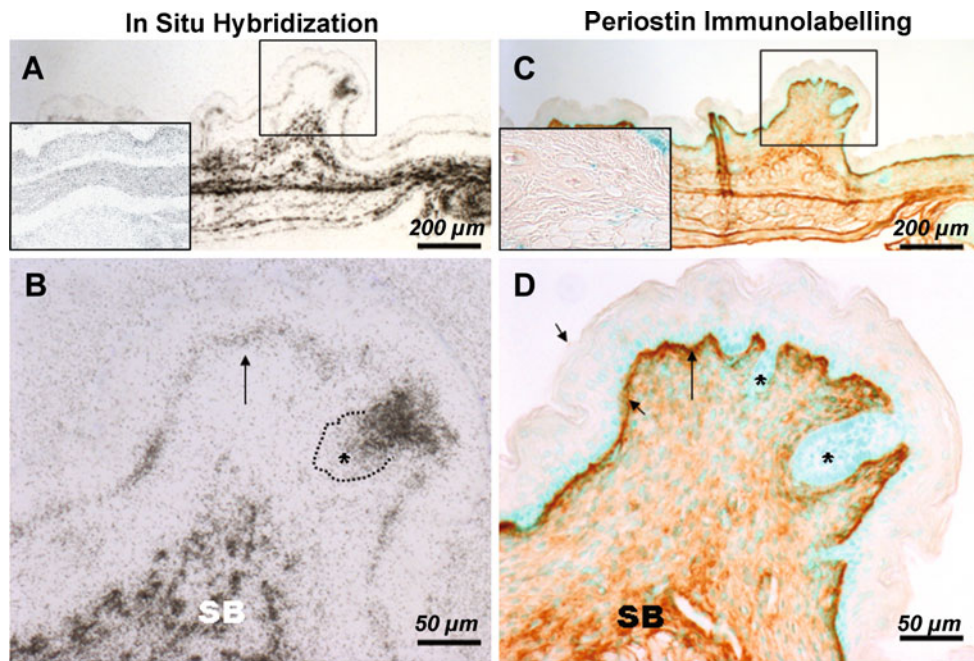 In Situ Hybridization
Periostin Immunolabelling
A
200 µm
C
200 µm
B
*
SB
50 µm
D
*
*
SB
50 µm